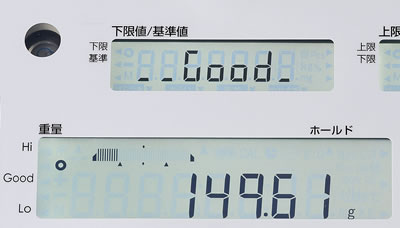 下限値/基準値
下限
基準
_ _Good_
上限
上限
下限
重量
ホールド
Hi
Good
Lo
149.61 g